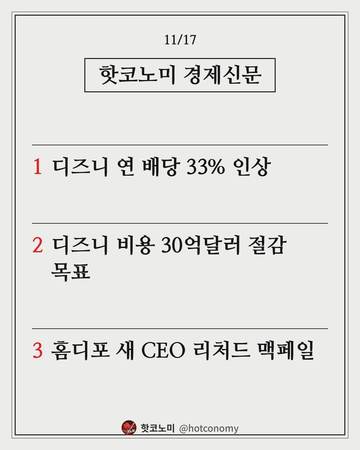 11/17
핫코노미 경제신문
1 디즈니 연 배당 33% 인상
2 디즈니 비용 30억달러 절감
목표
3 홈디포 새 CEO 리처드 맥페일
핫코노미 @hotconomy